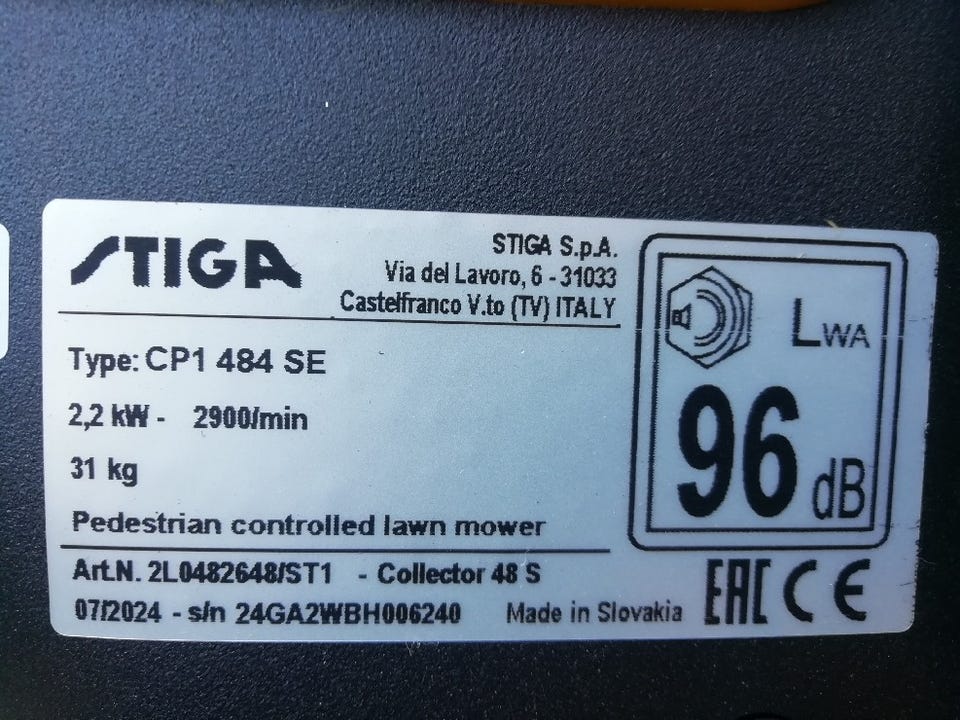 STIGA
STIGA S.p.A.
Via del Lavoro, 6 - 31033
Castelfranco V.to (TV) ITALY
Type: CP1 484 SE
2,2 kW - 2900/min
31 kg
Pedestrian controlled lawn mower
Art.N. 2L0482648/ST1 - Collector 48 S
07/2024 - s/n 24GA2WBH006240 Made in Slovakia
LWA
96 dB
EAC CE